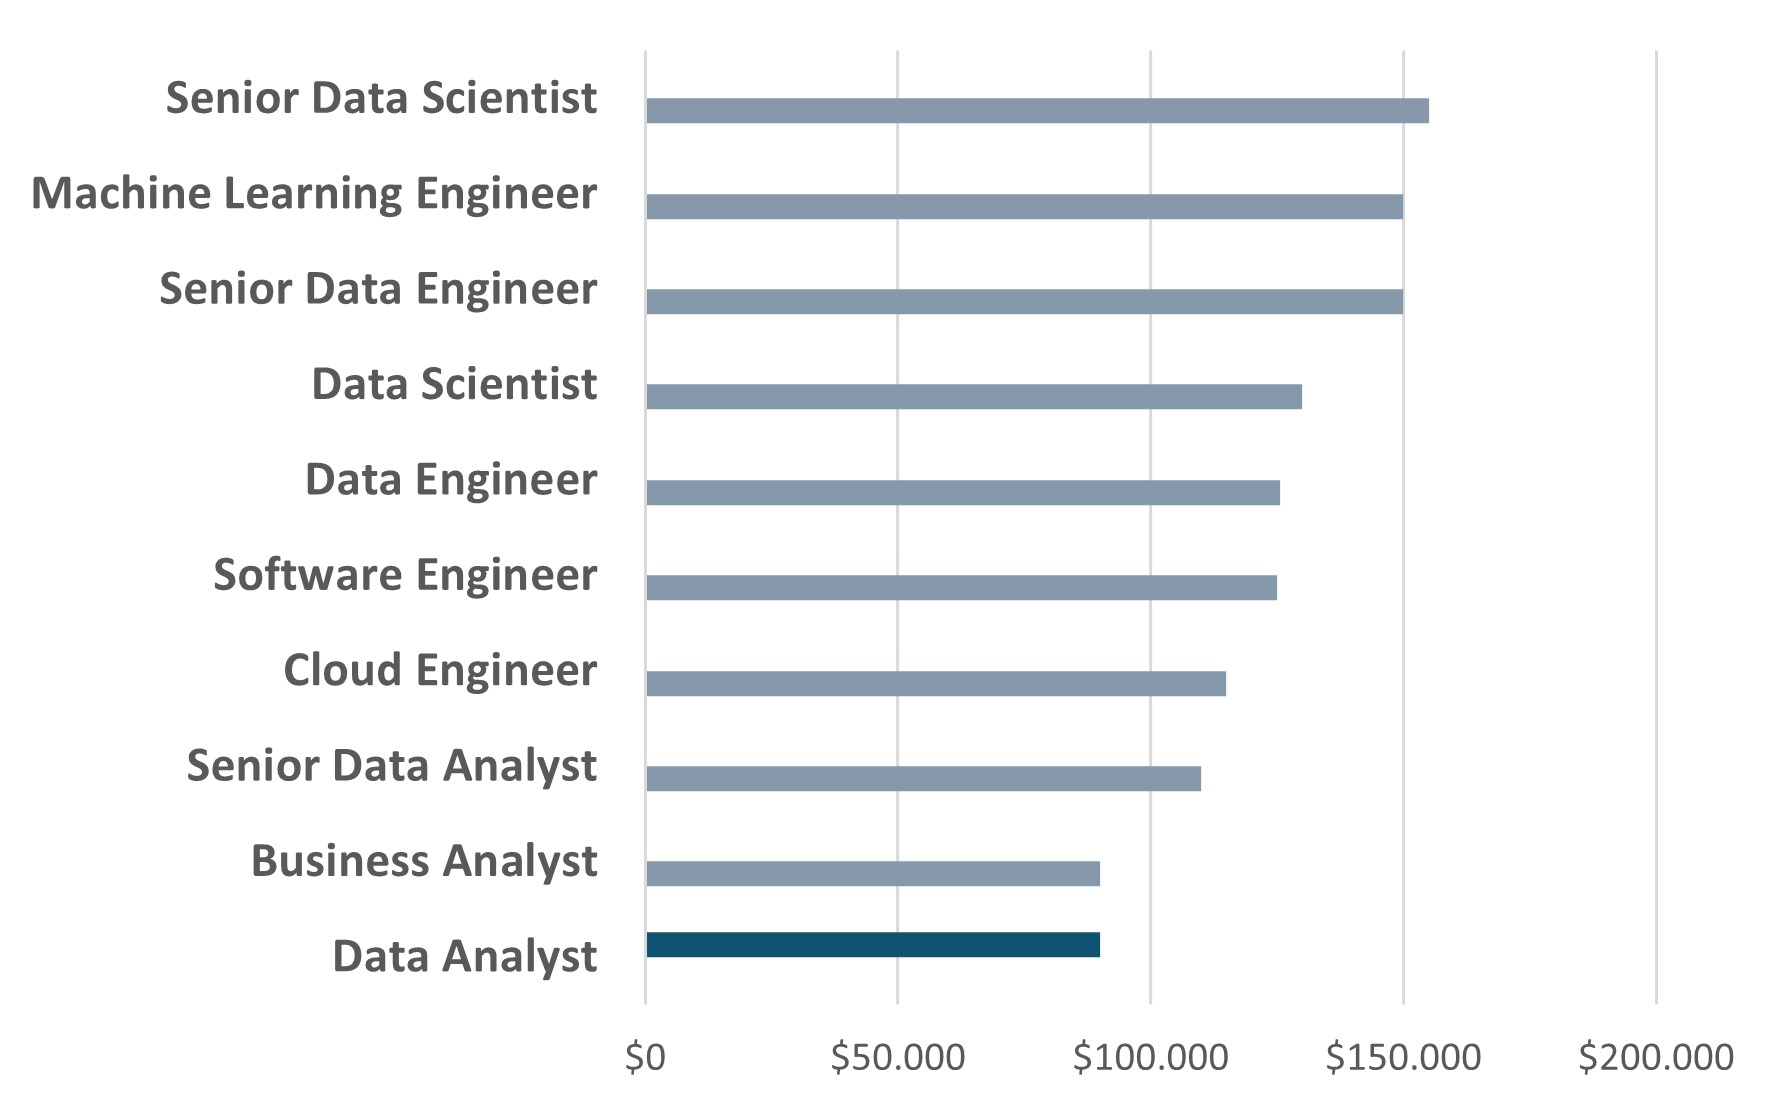 Senior Data Scientist
Machine Learning Engineer
Senior Data Engineer
Data Scientist
Data Engineer
Software Engineer
Cloud Engineer
Senior Data Analyst
Business Analyst
Data Analyst
$0 $50.000 $100.000 $150.000 $200.000